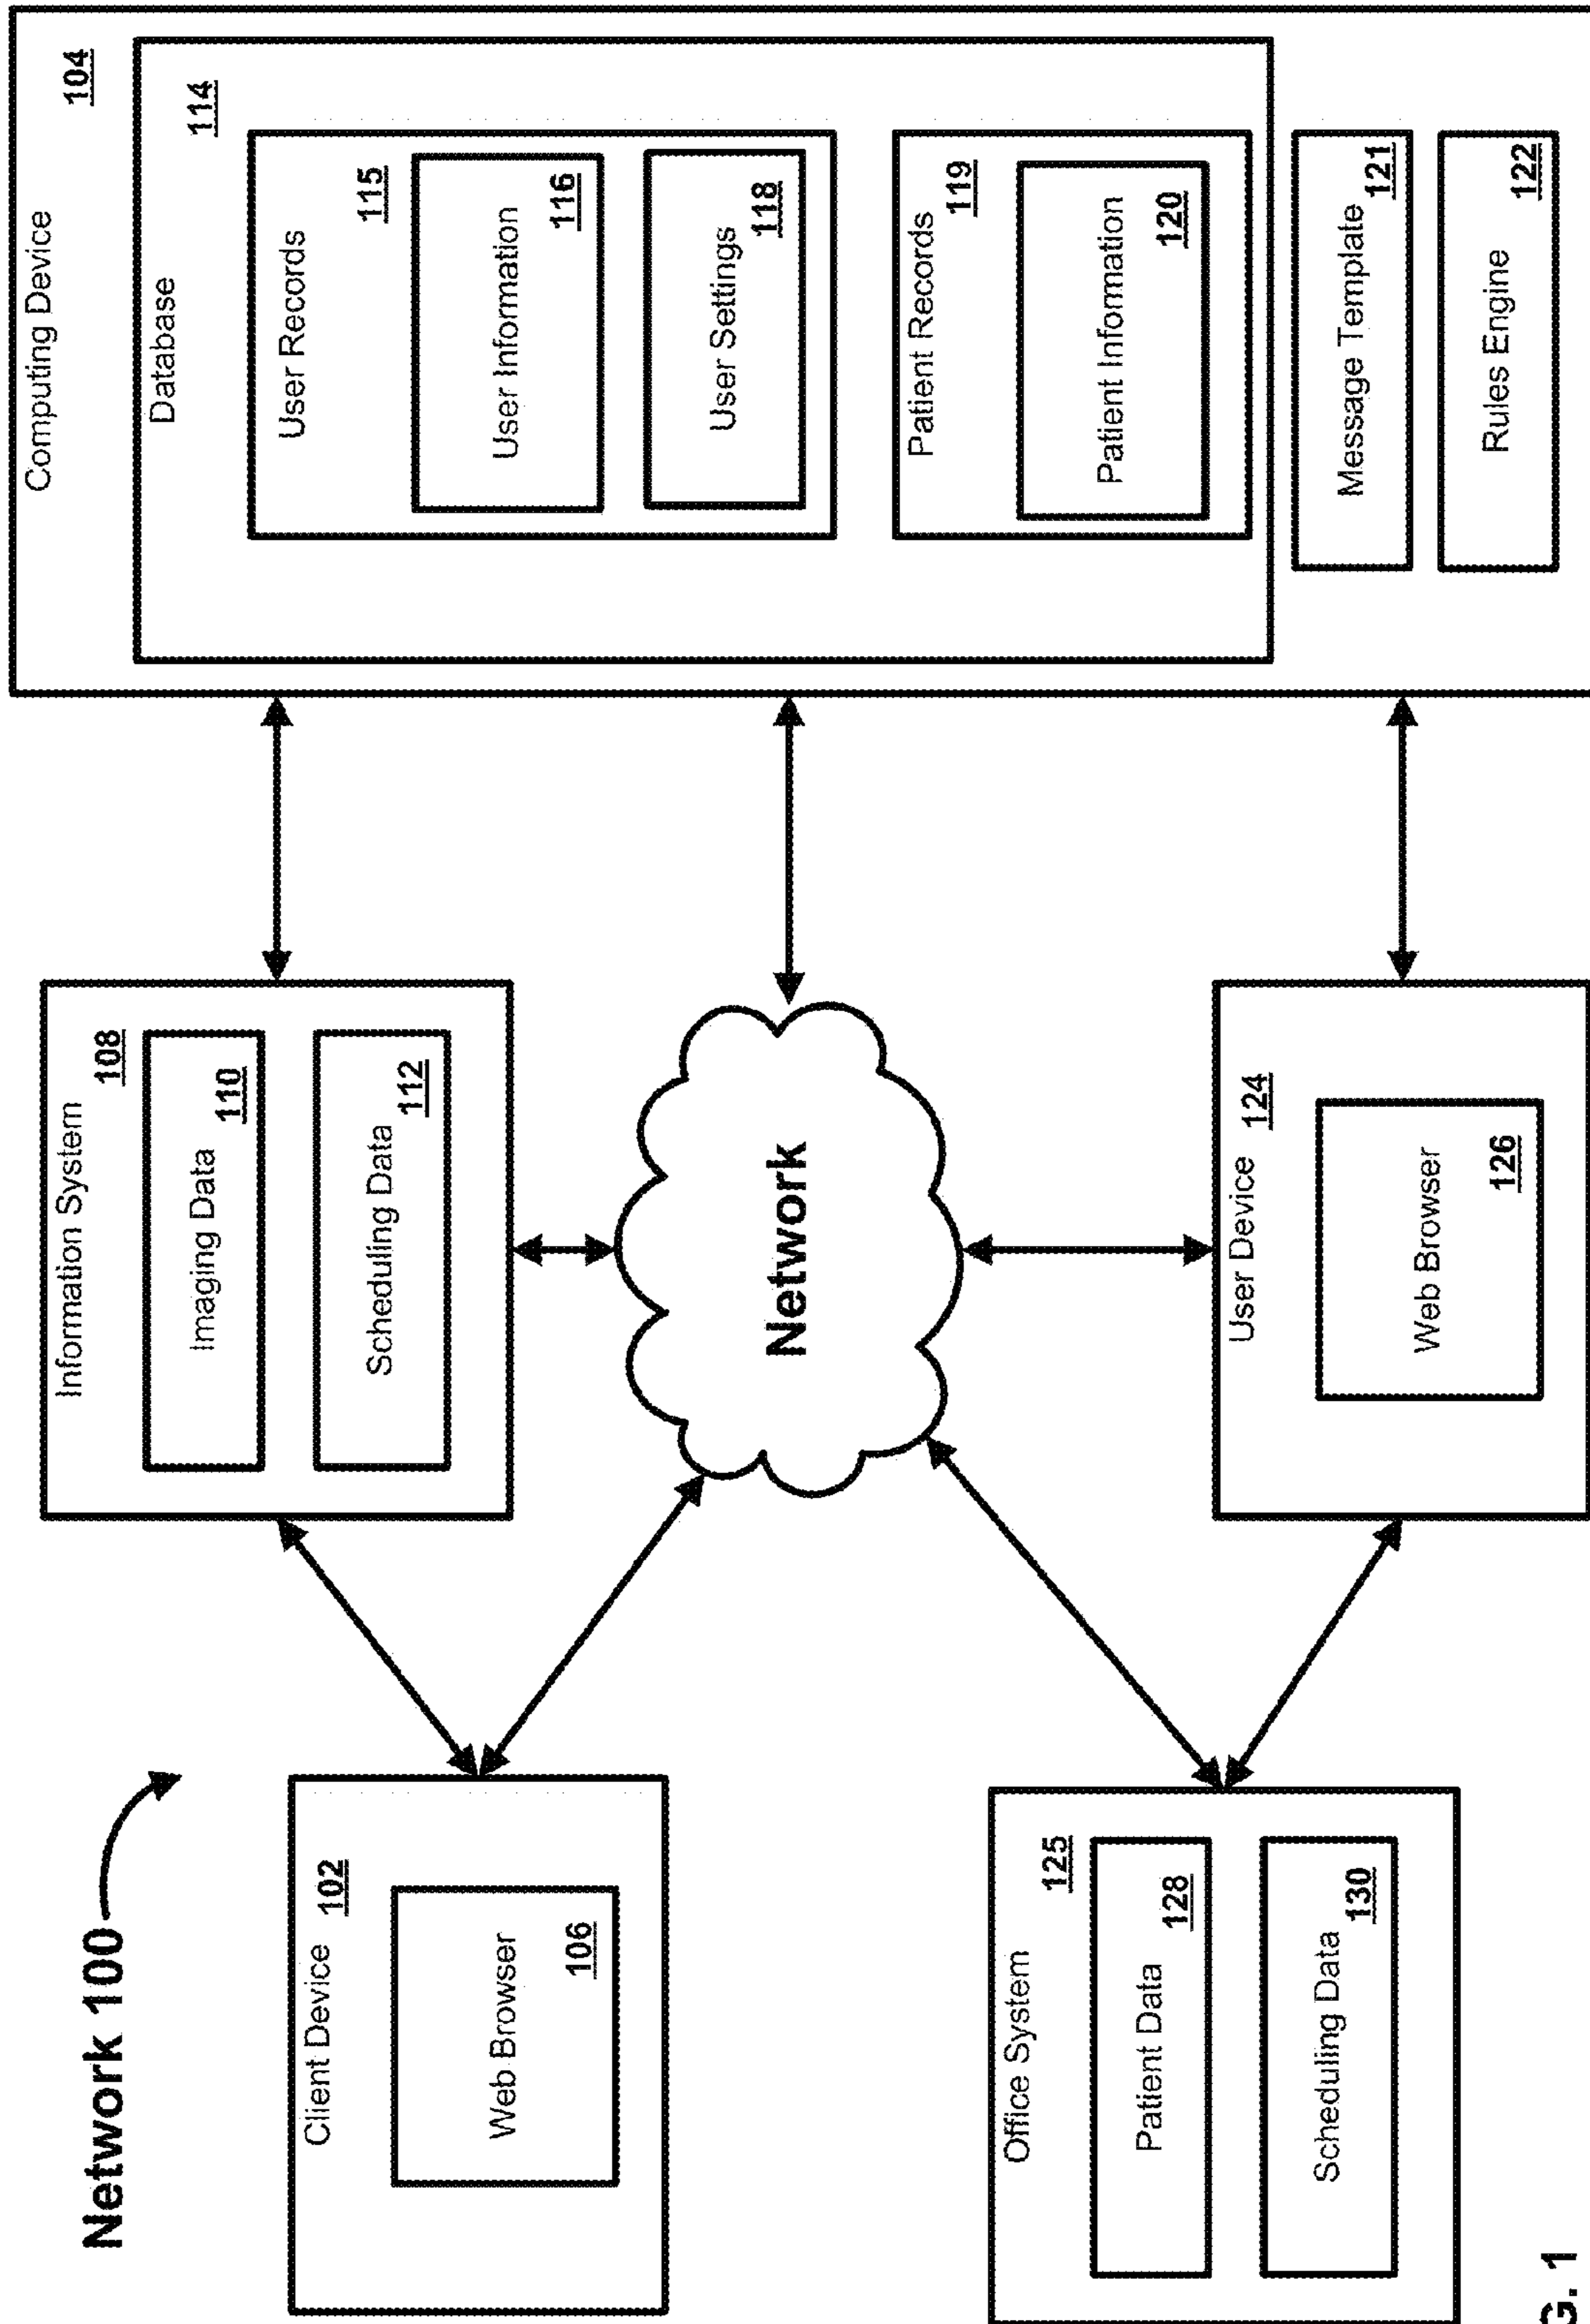 Network 100
Client Device 102
Web Browser
106
Office System
125
Patient Data
128
Scheduling Data
130
Information System
108
Imaging Data
110
Scheduling Data
112
Network
User Device 124
Web Browser
126
Computing Device
104
Database
114
User Records
115
User Information
116
User Settings
118
Patient Records
119
Patient Information
120
Message Template
121
Rules Engine
122
G. 1